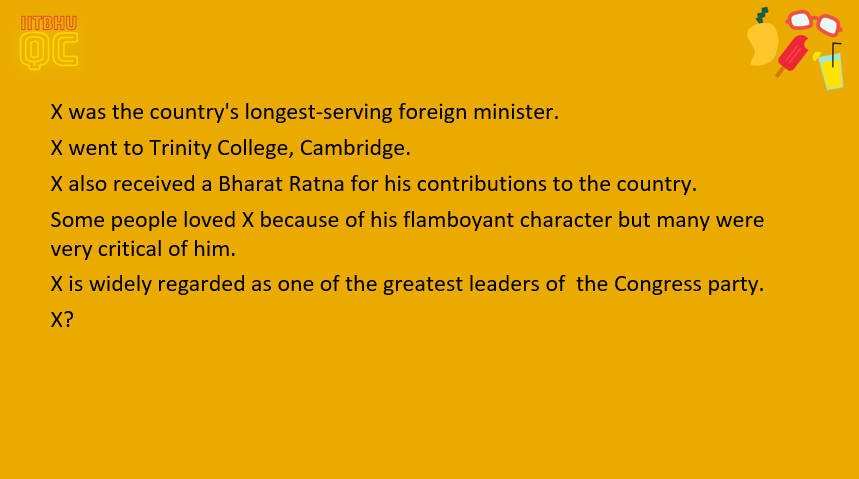 IITBHU
QC
X was the country's longest-serving foreign minister.
X went to Trinity College, Cambridge.
X also received a Bharat Ratna for his contributions to the country.
Some people loved X because of his flamboyant character but many were
very critical of him.
X is widely regarded as one of the greatest leaders of  the Congress party.
X?